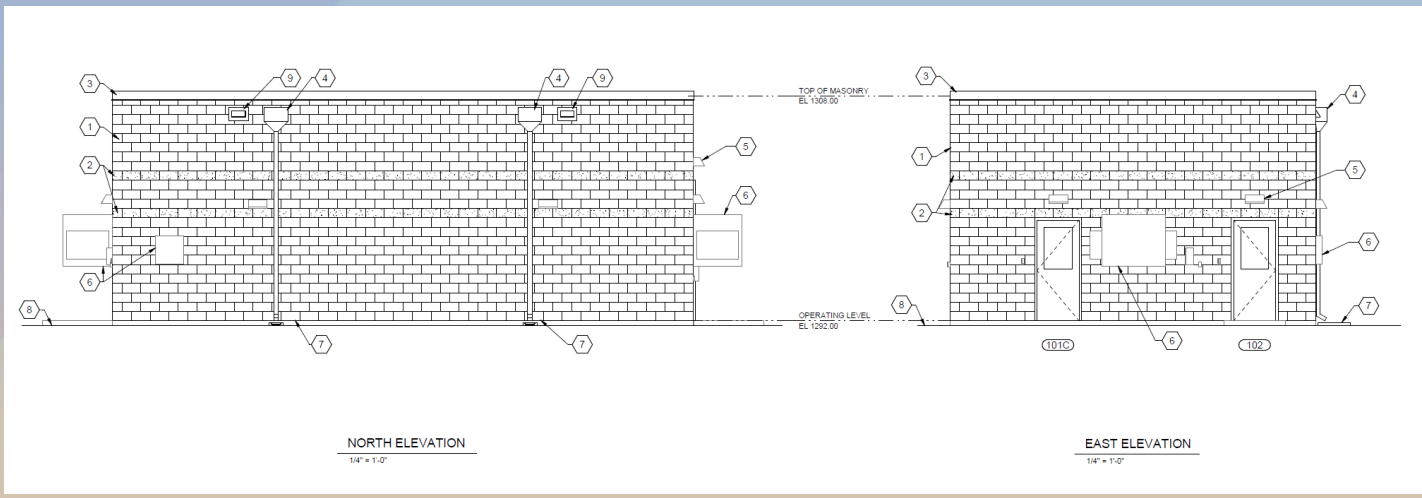 3
9
4
4
9
TOP OF MASONRY
EL 1308.00
3
4
1
5
1
2
5
6
2
6
6
8
OPERATING LEVEL
EL 1292.00
8
7
7
7
6
101C
102
NORTH ELEVATION
1/4" = 1'-0"
EAST ELEVATION
1/4" = 1'-0"